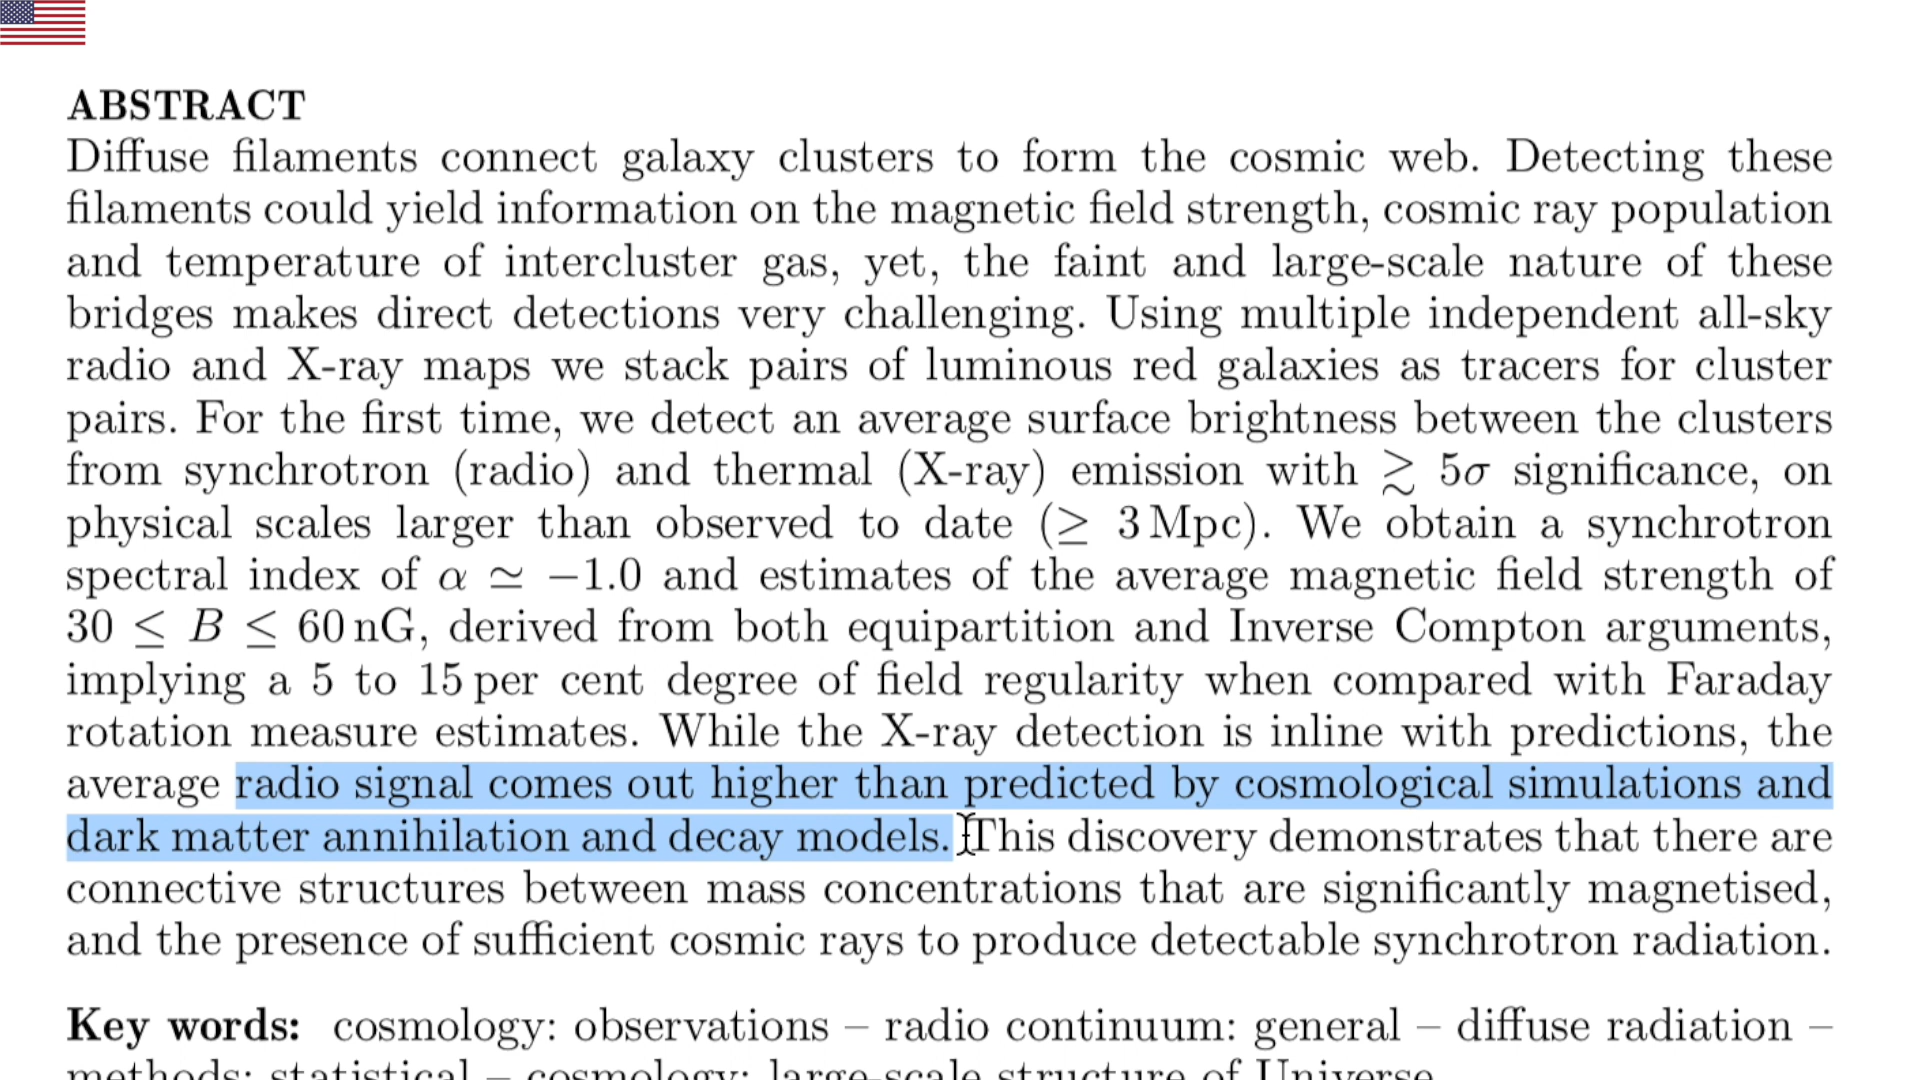 ABSTRACT
Diffuse filaments connect galaxy clusters to form the cosmic web. Detecting these
filaments could yield information on the magnetic field strength, cosmic ray population
and temperature of intercluster gas, yet, the faint and large-scale nature of these
bridges makes direct detections very challenging. Using multiple independent all-sky
radio and X-ray maps we stack pairs of luminous red galaxies as tracers for cluster
pairs. For the first time, we detect an average surface brightness between the clusters
from synchrotron (radio) and thermal (X-ray) emission with ≳ 5σ significance, on
physical scales larger than observed to date (≥ 3 Mpc). We obtain a synchrotron
spectral index of α ≃ −1.0 and estimates of the average magnetic field strength of
30 ≤ B ≤ 60 nG, derived from both equipartition and Inverse Compton arguments,
implying a 5 to 15 per cent degree of field regularity when compared with Faraday
rotation measure estimates. While the X-ray detection is inline with predictions, the
average radio signal comes out higher than predicted by cosmological simulations and
dark matter annihilation and decay models. This discovery demonstrates that there are
connective structures between mass concentrations that are significantly magnetised,
and the presence of sufficient cosmic rays to produce detectable synchrotron radiation.
Key words: cosmology: observations – radio continuum: general – diffuse radiation –
methods: statistical – cosmology: large-scale structure of Universe